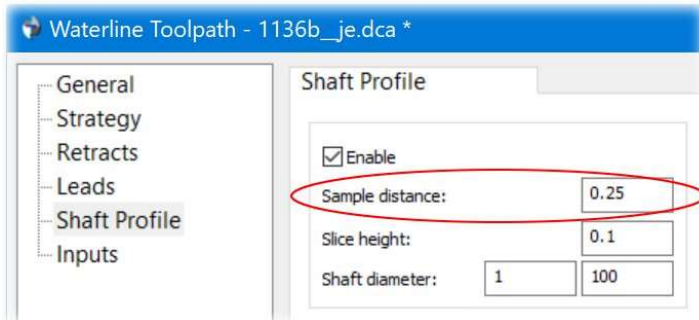 Waterline Toolpath - 1136b__je.dca *
General
Strategy
Retracts
Leads
Shaft Profile
Inputs
Shaft Profile
Enable
Sample distance: 0.25
Slice height: 0.1
Shaft diameter: 1 100